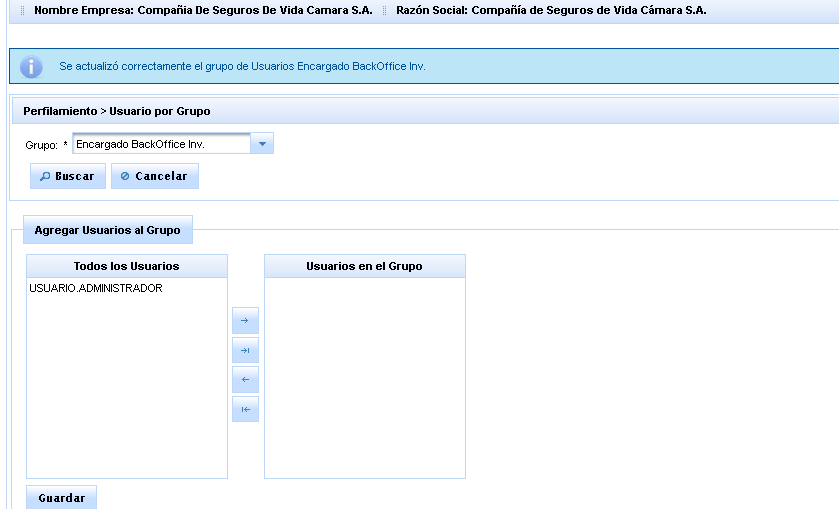 Nombre Empresa: Compañia De Seguros De Vida Camara S.A. Razón Social: Compañía de Seguros de Vida Cámara S.A.
Se actualizó correctamente el grupo de Usuarios Encargado BackOffice Inv.
Perfilamiento > Usuario por Grupo
Grupo: * Encargado BackOffice Inv.
Buscar Cancelar
Agregar Usuarios al Grupo
Todos los Usuarios Usuarios en el Grupo
USUARIO.ADMINISTRADOR
Guardar